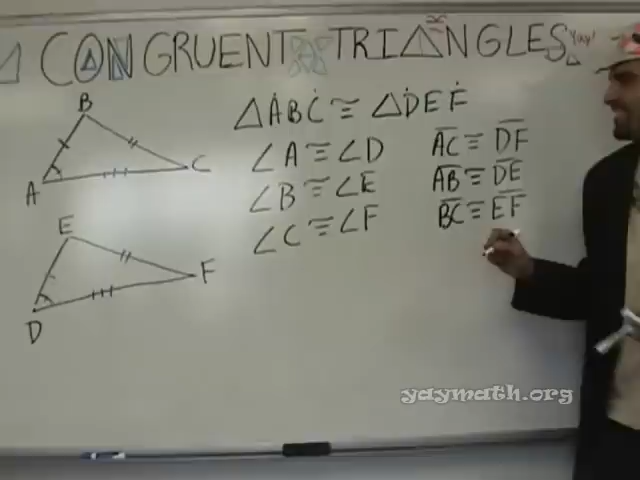 CONGRUENT TRIANGLES
Yay!
△ABC ≅ △DEF
∠A ≅ ∠D
∠B ≅ ∠E
∠C ≅ ∠F
AC ≅ DF
AB ≅ DE
BC ≅ EF
B
A
C
E
F
D
yaymath.org